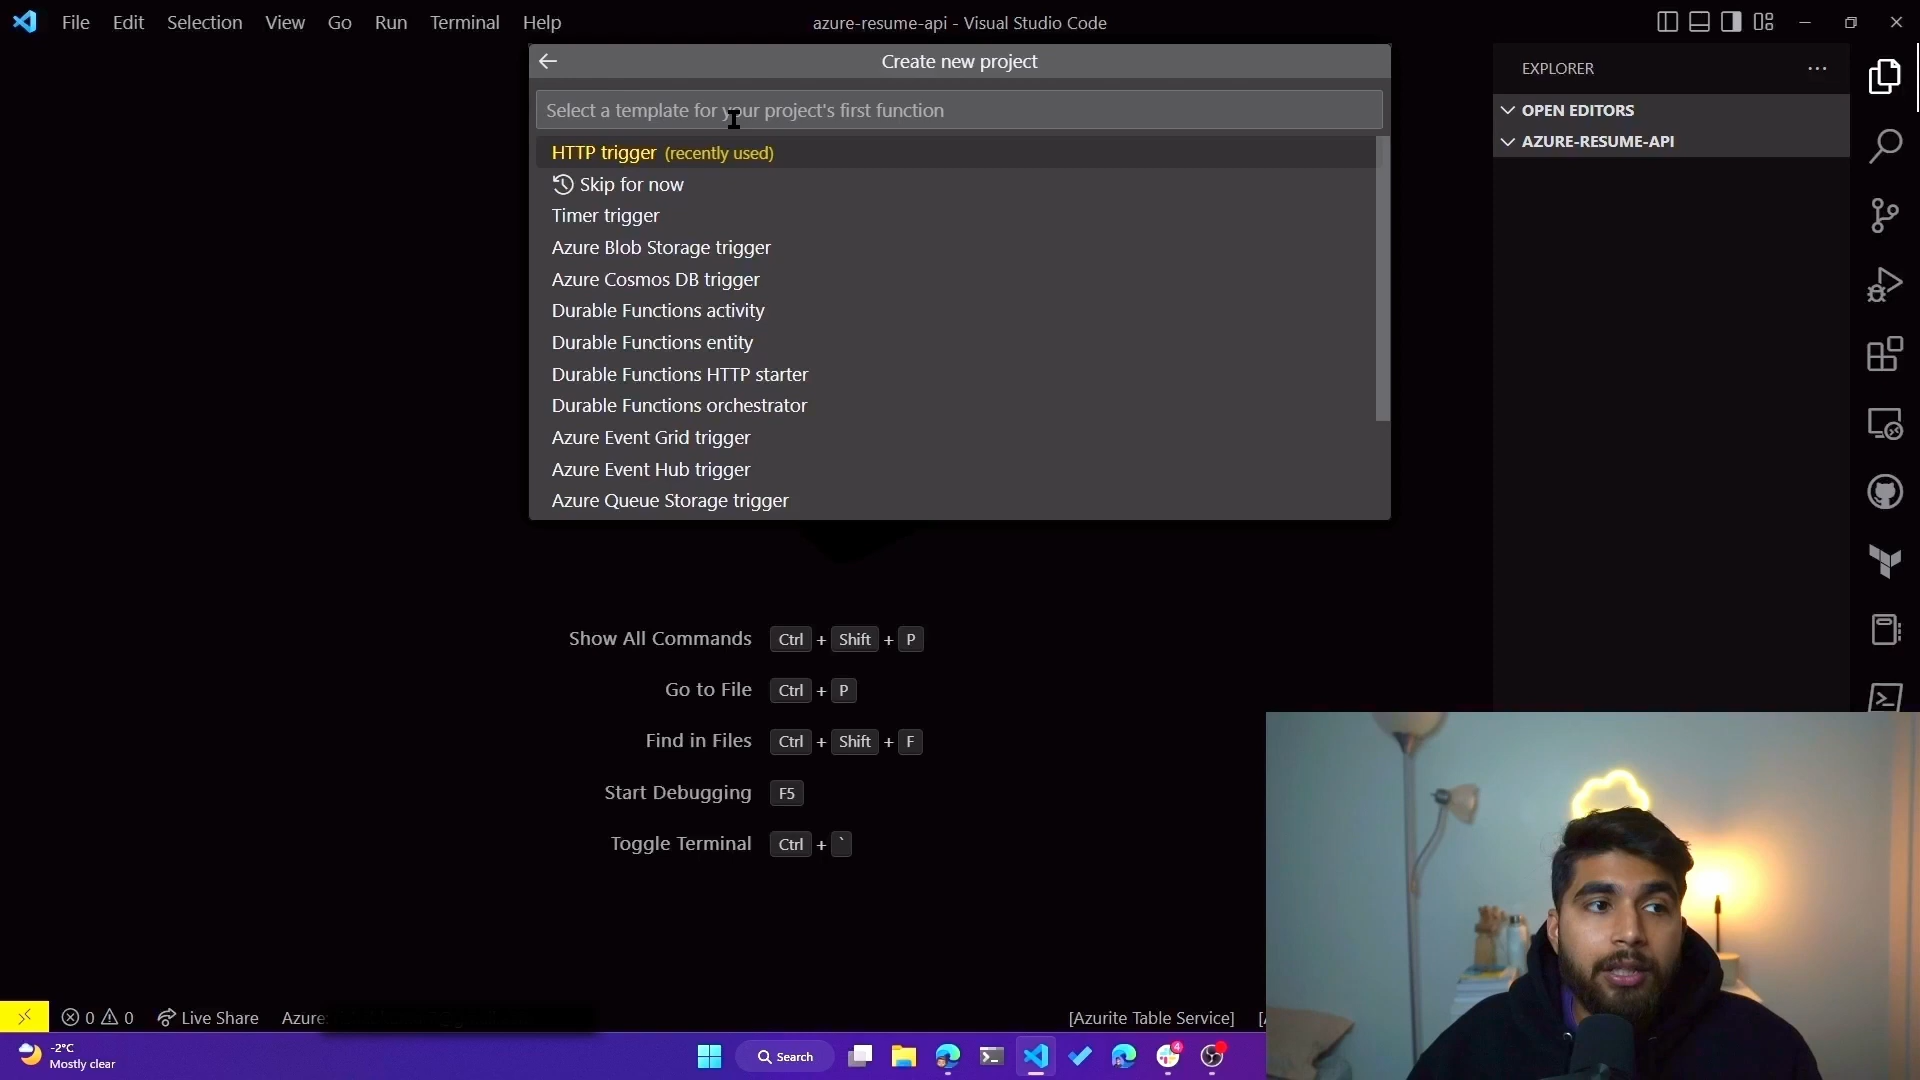 File Edit Selection View Go Run Terminal Help
azure-resume-api - Visual Studio Code
Create new project
Select a template for your project's first function
HTTP trigger (recently used)
Skip for now
Timer trigger
Azure Blob Storage trigger
Azure Cosmos DB trigger
Durable Functions activity
Durable Functions entity
Durable Functions HTTP starter
Durable Functions orchestrator
Azure Event Grid trigger
Azure Event Hub trigger
Azure Queue Storage trigger
EXPLORER
OPEN EDITORS
AZURE-RESUME-API
Show All Commands Ctrl + Shift + P
Go to File Ctrl + P
Find in Files Ctrl + Shift + F
Start Debugging F5
Toggle Terminal Ctrl + `
0 0 Live Share Azure: [Azurite Table Service] [
-2°C
Mostly clear
Search
4